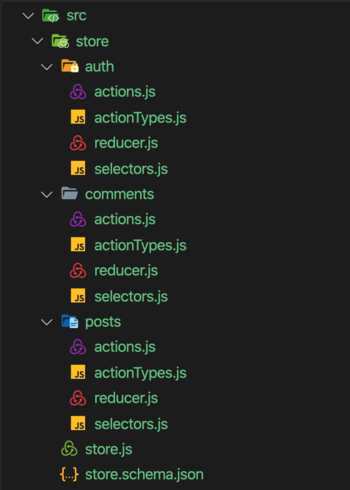 src
store
auth
actions.js
JS actionTypes.js
reducer.js
JS selectors.js
comments
actions.js
JS actionTypes.js
reducer.js
JS selectors.js
posts
actions.js
JS actionTypes.js
reducer.js
JS selectors.js
store.js
{..} store.schema.json